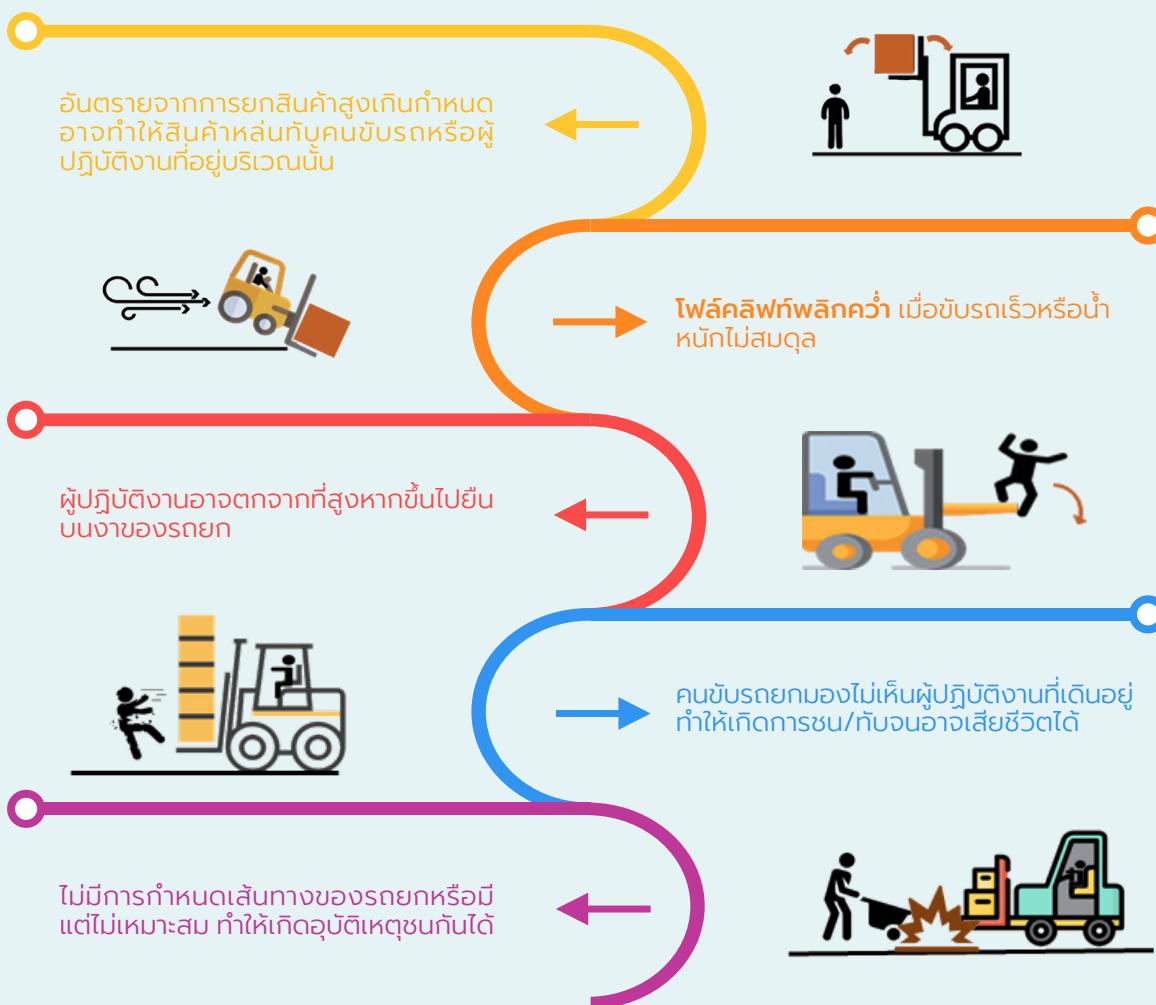 อันตรายจากการยกสินค้าสูงเกินกำหนด
อาจทำให้สินค้าหล่นทับคนขับรถหรือผู้
ปฏิบัติงานที่อยู่บริเวณนั้น
โฟล์คลิฟท์พลิกคว่ำ เมื่อขับรถเร็วหรือน้ำ
หนักไม่สมดุล
ผู้ปฏิบัติงานอาจตกจากที่สูงหากขึ้นไปยืน
บนงาของรถยก
คนขับรถยกมองไม่เห็นผู้ปฏิบัติงานที่เดินอยู่
ทำให้เกิดการชน/ทับจนอาจเสียชีวิตได้
ไม่มีการกำหนดเส้นทางของรถยกหรือมี
แต่ไม่เหมาะสม ทำให้เกิดอุบัติเหตุชนกันได้